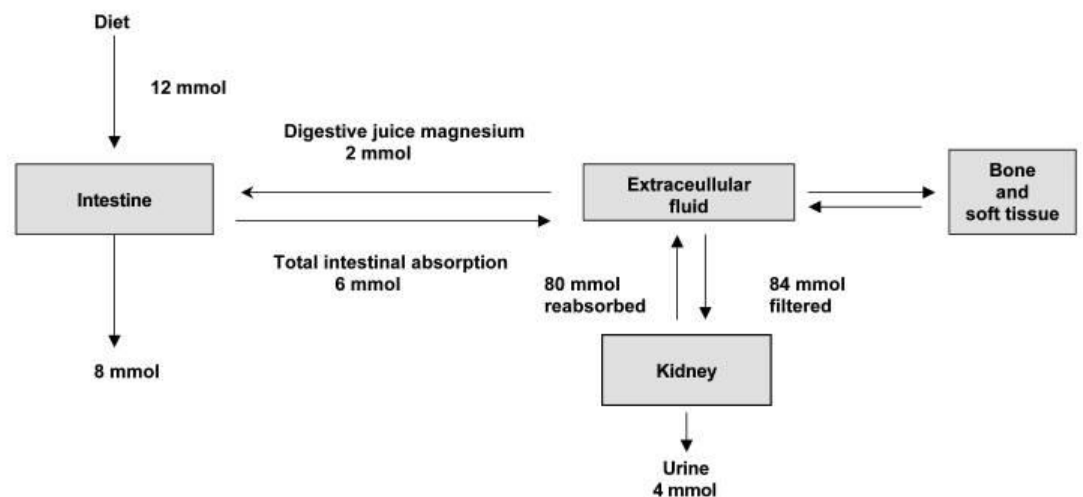 Diet
12 mmol
Digestive juice magnesium
2 mmol
Intestine
Extraceullular
fluid
Bone
and
soft tissue
Total intestinal absorption
6 mmol
80 mmol
reabsorbed
84 mmol
filtered
8 mmol
Kidney
Urine
4 mmol